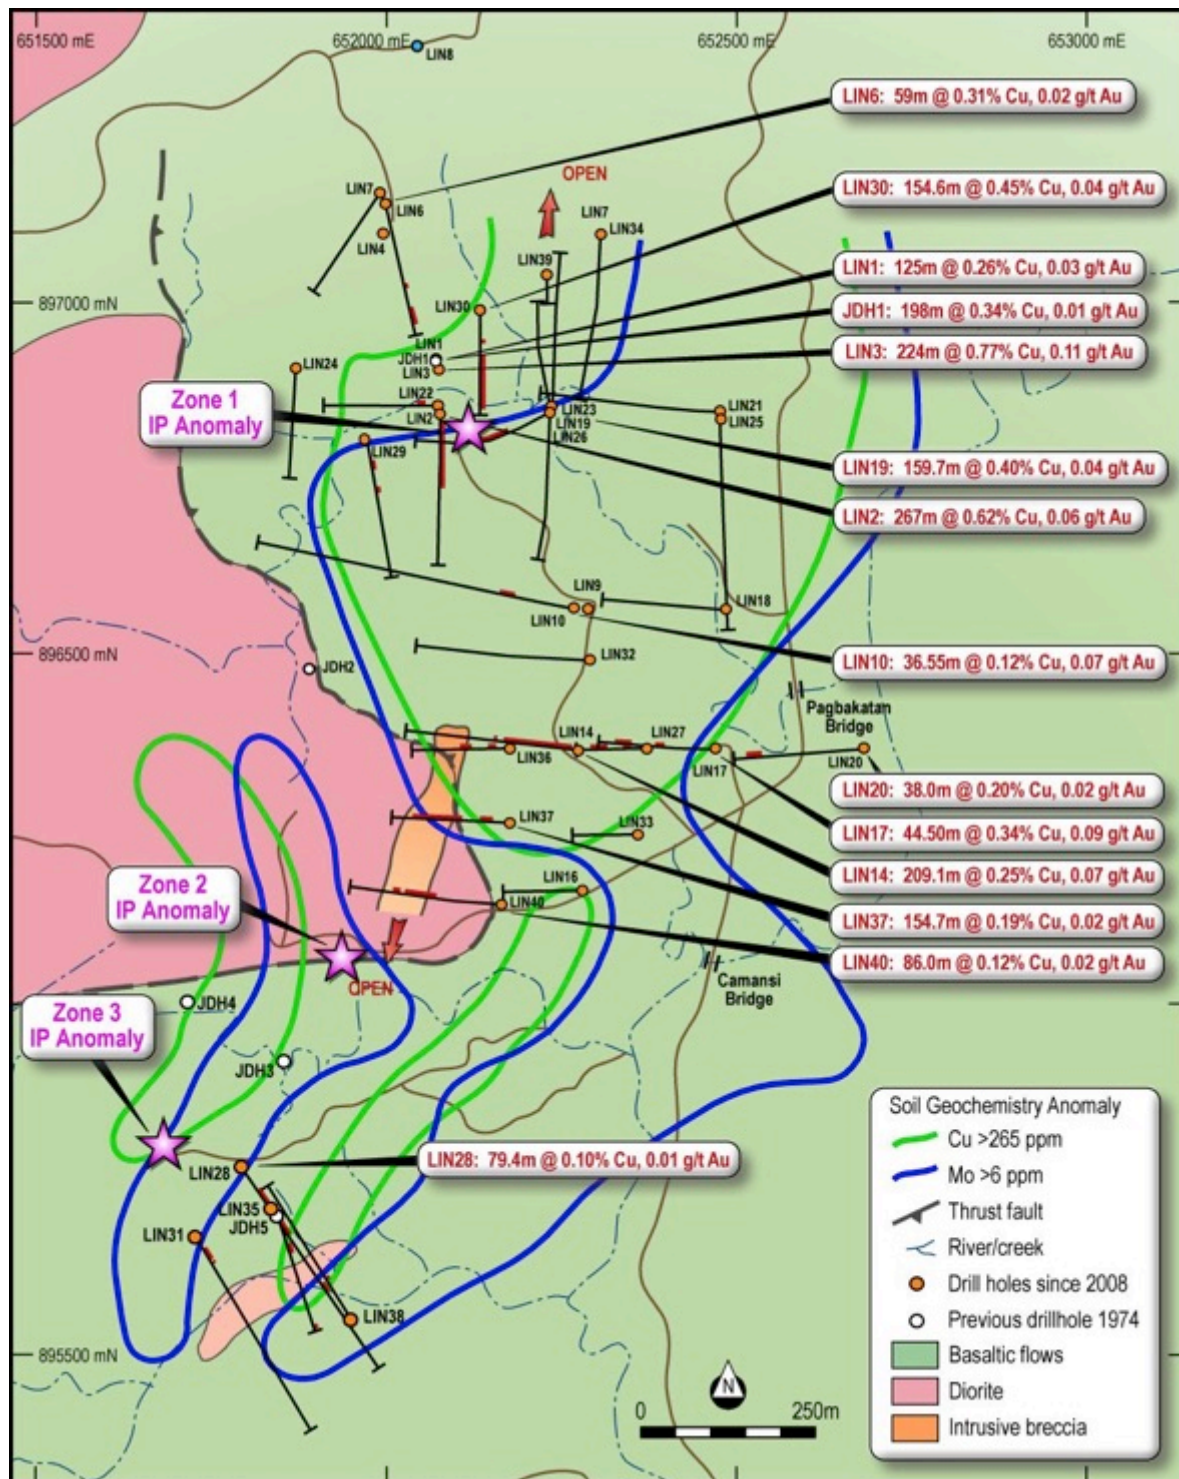 651500 mE
652000 mE
652500 mE
653000 mE
LIN8
LIN6: 59m @ 0.31% Cu, 0.02 g/t Au
OPEN
LIN7
LIN6
LIN4
LIN30: 154.6m @ 0.45% Cu, 0.04 g/t Au
LIN7
LIN34
LIN39
LIN1: 125m @ 0.26% Cu, 0.03 g/t Au
897000 mN
LIN30
JDH1: 198m @ 0.34% Cu, 0.01 g/t Au
LIN1
JDH1
LIN3
LIN3: 224m @ 0.77% Cu, 0.11 g/t Au
LIN24
Zone 1
IP Anomaly
LIN22
LIN2
LIN23
LIN19
LIN26
LIN21
LIN25
LIN29
LIN19: 159.7m @ 0.40% Cu, 0.04 g/t Au
LIN2: 267m @ 0.62% Cu, 0.06 g/t Au
LIN9
LIN10
LIN18
896500 mN
JDH2
LIN32
LIN10: 36.55m @ 0.12% Cu, 0.07 g/t Au
Pagbakatan
Bridge
LIN14
LIN27
LIN36
LIN17
LIN20
LIN20: 38.0m @ 0.20% Cu, 0.02 g/t Au
LIN37
LIN33
LIN17: 44.50m @ 0.34% Cu, 0.09 g/t Au
LIN14: 209.1m @ 0.25% Cu, 0.07 g/t Au
Zone 2
IP Anomaly
LIN16
LIN40
LIN37: 154.7m @ 0.19% Cu, 0.02 g/t Au
LIN40: 86.0m @ 0.12% Cu, 0.02 g/t Au
Camansi
Bridge
OPEN
JDH4
Zone 3
IP Anomaly
JDH3
LIN28
LIN28: 79.4m @ 0.10% Cu, 0.01 g/t Au
LIN35
JDH5
LIN31
LIN38
895500 mN
N
0
250m
Soil Geochemistry Anomaly
Cu >265 ppm
Mo >6 ppm
Thrust fault
River/creek
Drill holes since 2008
Previous drillhole 1974
Basaltic flows
Diorite
Intrusive breccia